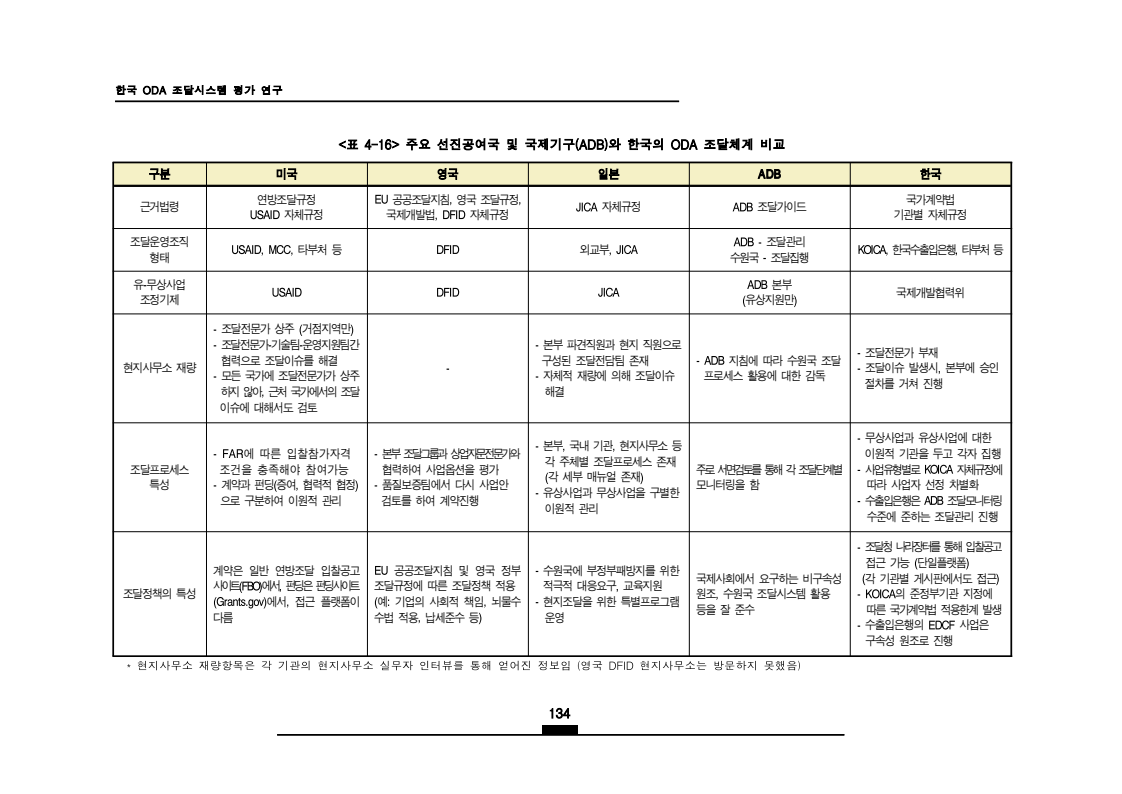 한국 ODA 조달시스템 평가 연구
<표 4-16> 주요 선진공여국 및 국제기구(ADB)와 한국의 ODA 조달체계 비교
구분
미국
영국
일본
ADB
한국
근거법령
연방조달규정
USAID 자체규정
EU 공공조달지침, 영국 조달규정,
국제개발법, DFID 자체규정
JICA 자체규정
ADB 조달가이드
국가계약법
기관별 자체규정
조달운영조직
형태
USAID, MCC, 타부처 등
DFID
외교부, JICA
ADB - 조달관리
수원국 - 조달집행
KOICA, 한국수출입은행, 타부처 등
유·무상사업
조정기제
USAID
DFID
JICA
ADB 본부
(유상지원만)
국제개발협력위
현지사무소 재량
- 조달전문가 상주 (거점지역만)
- 조달전문가-기술팀-운영지원팀간
협력으로 조달이슈를 해결
- 모든 국가에 조달전문가가 상주
하지 않아, 근처 국가에서의 조달
이슈에 대해서도 검토
-
- 본부 파견직원과 현지 직원으로
구성된 조달전담팀 존재
- 자체적 재량에 의해 조달이슈
해결
- ADB 지침에 따라 수원국 조달
프로세스 활용에 대한 감독
- 조달전문가 부재
- 조달이슈 발생시, 본부에 승인
절차를 거쳐 진행
조달프로세스
특성
- FAR에 따른 입찰참가자격
조건을 충족해야 참여가능
- 계약과 펀딩(증여, 협력적 협정)
으로 구분하여 이원적 관리
- 본부 조달그룹과 상업자문전문가와
협력하여 사업옵션을 평가
- 품질보증팀에서 다시 사업안
검토를 하여 계약진행
- 본부, 국내 기관, 현지사무소 등
각 주체별 조달프로세스 존재
(각 세부 매뉴얼 존재)
- 유상사업과 무상사업을 구별한
이원적 관리
주로 서면검토를 통해 각 조달단계별
모니터링을 함
- 무상사업과 유상사업에 대한
이원적 기관을 두고 각자 집행
- 사업유형별로 KOICA 자체규정에
따라 사업자 선정 차별화
- 수출입은행은 ADB 조달모니터링
수준에 준하는 조달관리 진행
조달정책의 특성
계약은 일반 연방조달 입찰공고
사이트(FBO)에서, 펀딩은 펀딩사이트
(Grants.gov)에서, 접근 플랫폼이
다름
EU 공공조달지침 및 영국 정부
조달규정에 따른 조달정책 적용
(예: 기업의 사회적 책임, 뇌물수
수법 적용, 납세준수 등)
- 수원국에 부정부패방지를 위한
적극적 대응요구, 교육지원
- 현지조달을 위한 특별프로그램
운영
국제사회에서 요구하는 비구속성
원조, 수원국 조달시스템 활용
등을 잘 준수
- 조달청 나라장터를 통해 입찰공고
접근 가능 (단일플랫폼)
(각 기관별 게시판에서도 접근)
- KOICA의 준정부기관 지정에
따른 국가계약법 적용한계 발생
- 수출입은행의 EDCF 사업은
구속성 원조로 진행
* 현지사무소 재량항목은 각 기관의 현지사무소 실무자 인터뷰를 통해 얻어진 정보임 (영국 DFID 현지사무소는 방문하지 못했음)
134